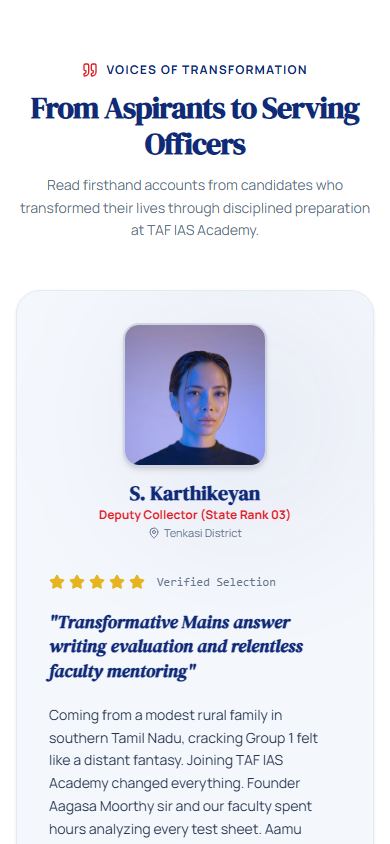 VOICES OF TRANSFORMATION
From Aspirants to Serving
Officers
Read firsthand accounts from candidates who
transformed their lives through disciplined preparation
at TAF IAS Academy.
S. Karthikeyan
Deputy Collector (State Rank 03)
Tenkasi District
Verified Selection
"Transformative Mains answer
writing evaluation and relentless
faculty mentoring"
Coming from a modest rural family in
southern Tamil Nadu, cracking Group 1 felt
like a distant fantasy. Joining TAF IAS
Academy changed everything. Founder
Aagasa Moorthy sir and our faculty spent
hours analyzing every test sheet. Aamu